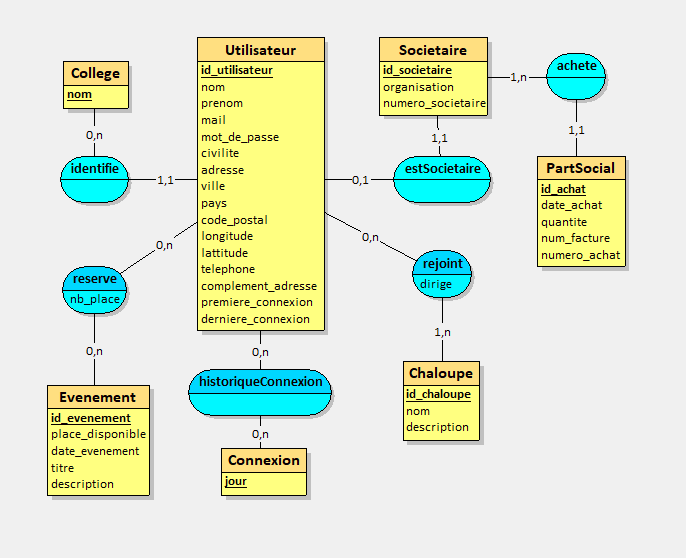 College
nom
0,n
identifie
1,1
Utilisateur
id_utilisateur
nom
prenom
mail
mot_de_passe
civilite
adresse
ville
pays
code_postal
longitude
lattitude
telephone
complement_adresse
premiere_connexion
derniere_connexion
Societaire
id_societaire
organisation
numero_societaire
1,n
achete
1,1
PartSocial
id_achat
date_achat
quantite
num_facture
numero_achat
1,1
estSocietaire
0,1
0,n
rejoint
dirige
1,n
Chaloupe
id_chaloupe
nom
description
0,n
reserve
nb_place
0,n
Evenement
id_evenement
place_disponible
date_evenement
titre
description
0,n
historiqueConnexion
0,n
Connexion
jour